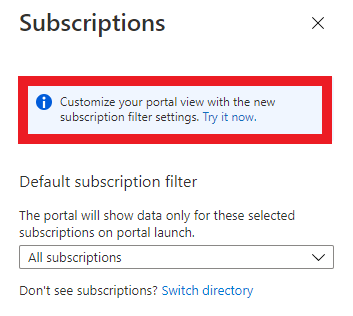 Subscriptions
Customize your portal view with the new
subscription filter settings. Try it now.
Default subscription filter
The portal will show data only for these selected
subscriptions on portal launch.
All subscriptions
Don't see subscriptions? Switch directory